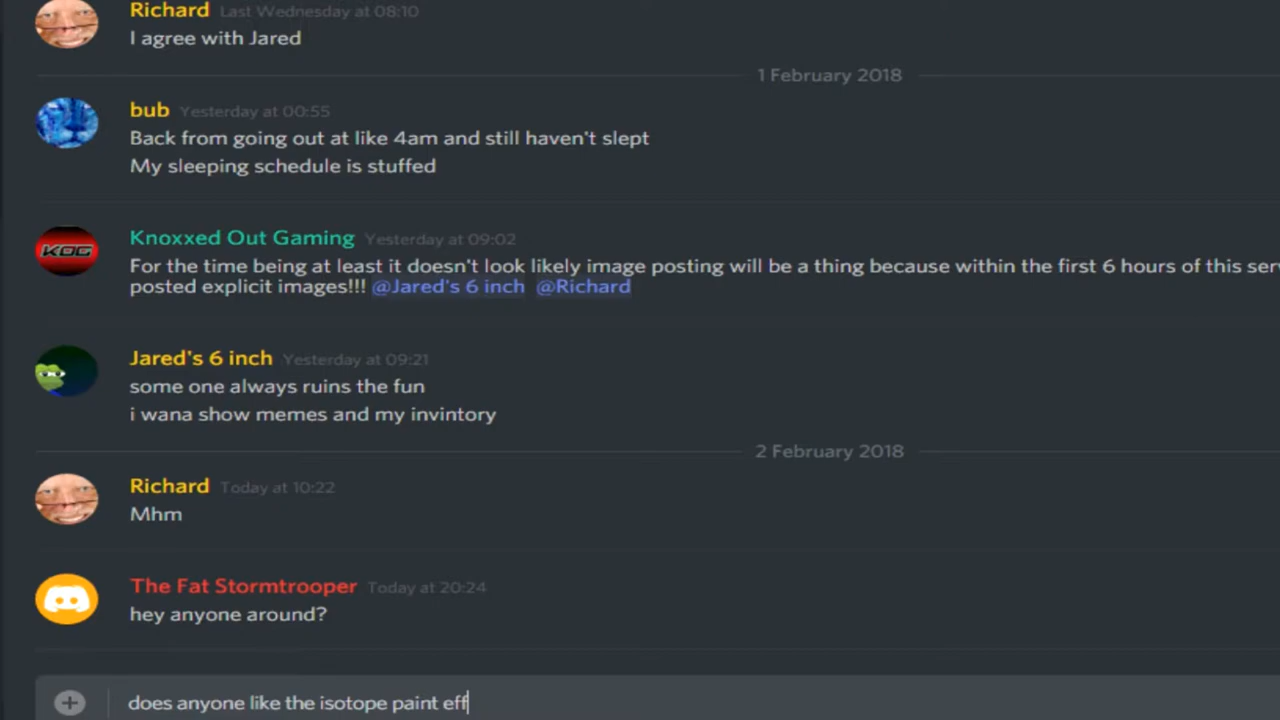 Richard Last Wednesday at 08:10
I agree with Jared
1 February 2018
bub Yesterday at 00:55
Back from going out at like 4am and still haven't slept
My sleeping schedule is stuffed
KOG
Knoxxed Out Gaming Yesterday at 09:02
For the time being at least it doesn't look likely image posting will be a thing because within the first 6 hours of this ser
posted explicit images!!! @Jared's 6 inch @Richard
Jared's 6 inch Yesterday at 09:21
some one always ruins the fun
i wana show memes and my invintory
2 February 2018
Richard Today at 10:22
Mhm
The Fat Stormtrooper Today at 20:24
hey anyone around?
does anyone like the isotope paint eff